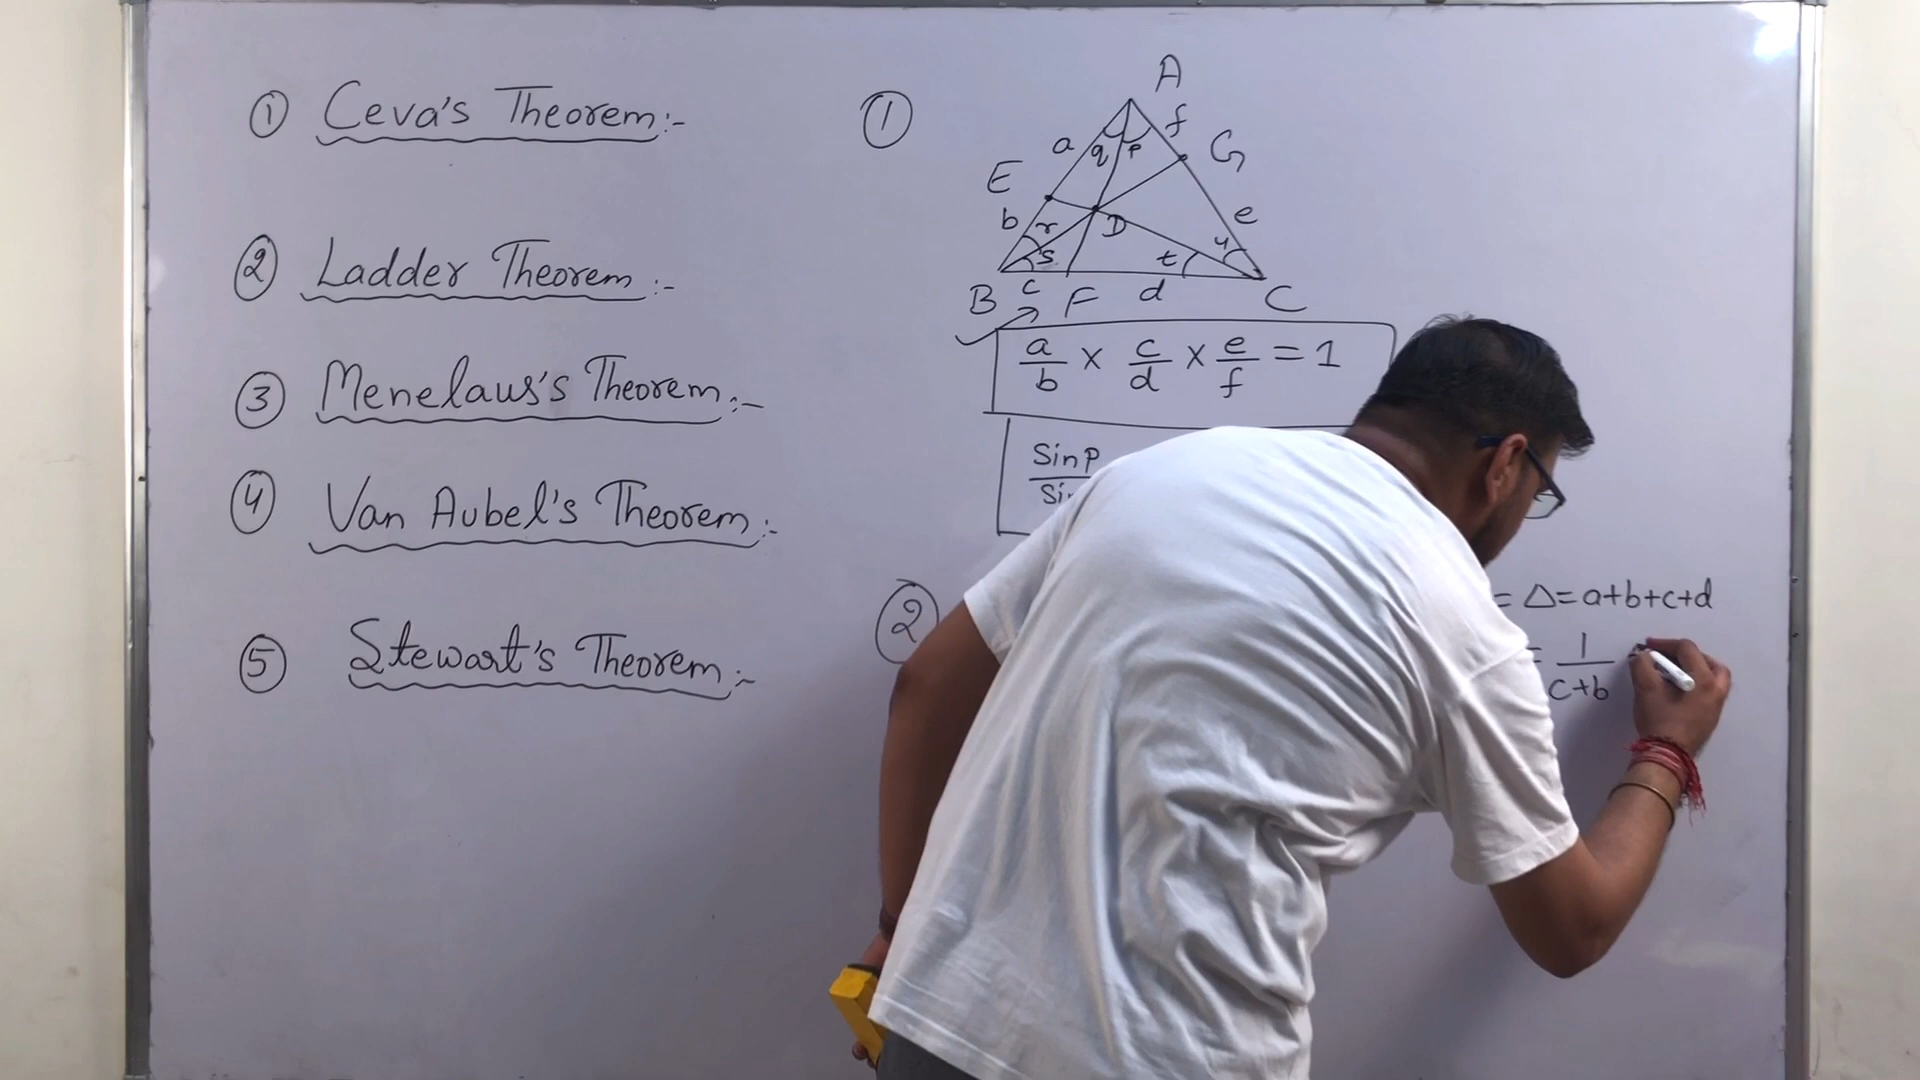 ① Ceva's Theorem:-
② Ladder Theorem:-
③ Menelaus's Theorem:-
④ Van Aubel's Theorem:-
⑤ Stewart's Theorem:-
①
A
a q p f
E G
b r D e
s t u
B c F d C
a/b × c/d × e/f = 1
Sin P
②
= △ = a+b+c+d
= 1/(c+b)